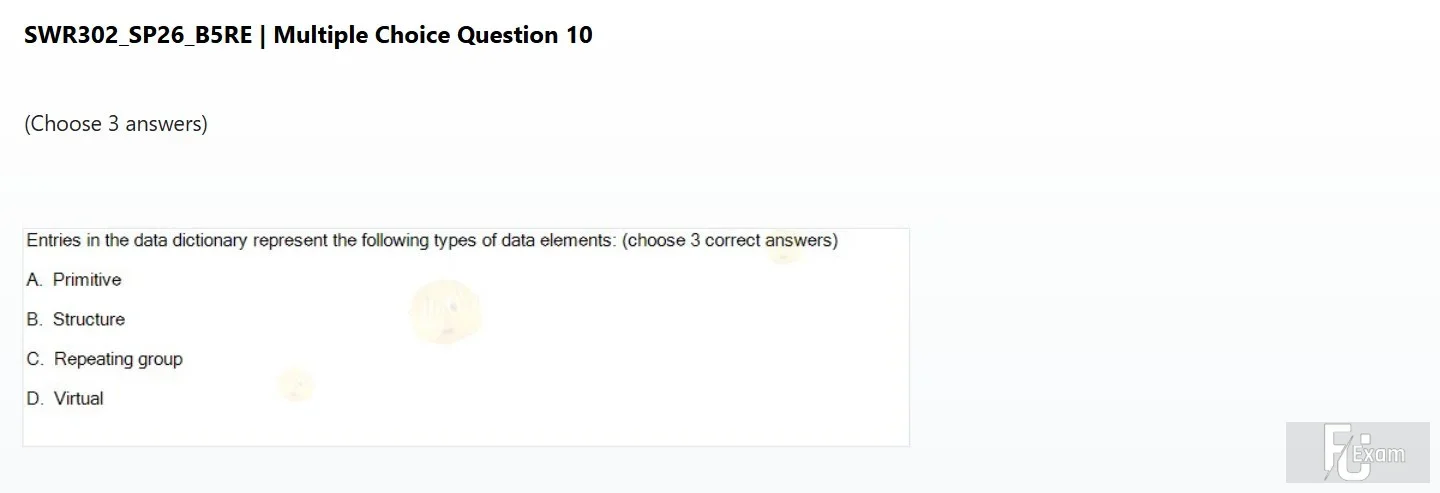 SWR302_SP26_B5RE | Multiple Choice Question 10
(Choose 3 answers)
Entries in the data dictionary represent the following types of data elements: (choose 3 correct answers)
A. Primitive
B. Structure
C. Repeating group
D. Virtual
FU Exam